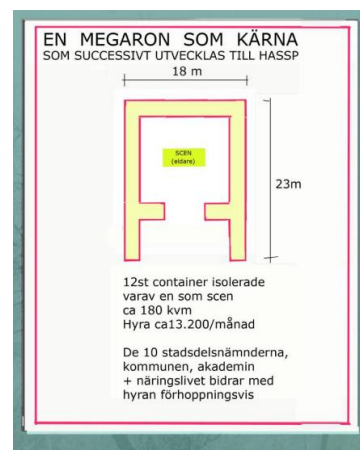 EN MEGARON SOM KÄRNA
SOM SUCCESSIVT UTVECKLAS TILL HASSP
18 m
SCEN
(eldare)
23m
12st container isolerade
varav en som scen
ca 180 kvm
Hyra ca13.200/månad
De 10 stadsdelsnämnderna,
kommunen, akademin
+ näringslivet bidrar med
hyran förhoppningsvis